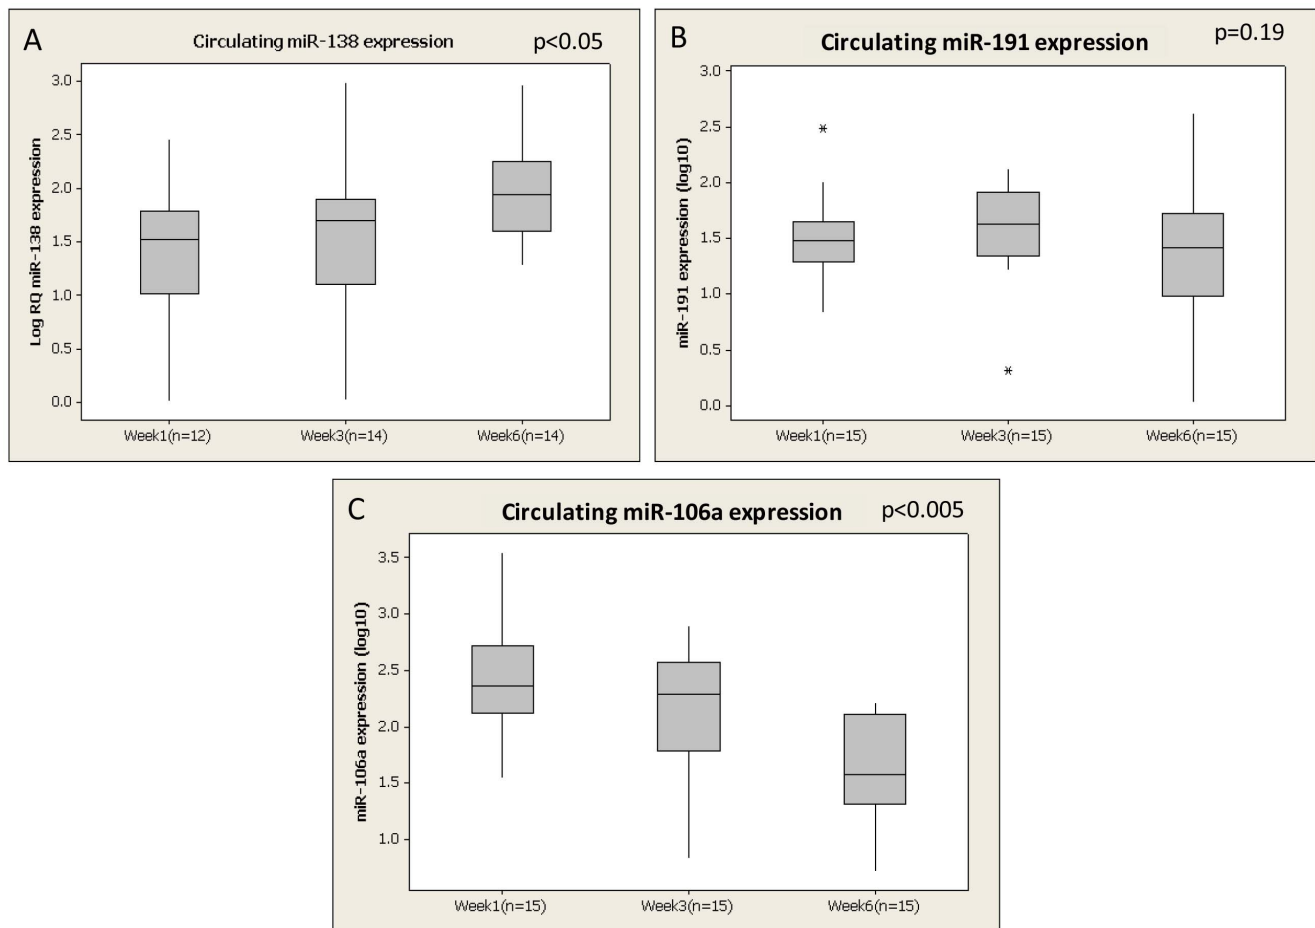 A
Circulating miR-138 expression
p<0.05
Log RQ miR-138 expression
3.0
2.5
2.0
1.5
1.0
0.5
0.0
Week1(n=12)
Week3(n=14)
Week6(n=14)
B
Circulating miR-191 expression
p=0.19
miR-191 expression (log10)
3.0
2.5
2.0
1.5
1.0
0.5
0.0
Week1(n=15)
Week3(n=15)
Week6(n=15)
C
Circulating miR-106a expression
p<0.005
miR-106a expression (log10)
3.5
3.0
2.5
2.0
1.5
1.0
Week1(n=15)
Week3(n=15)
Week6(n=15)